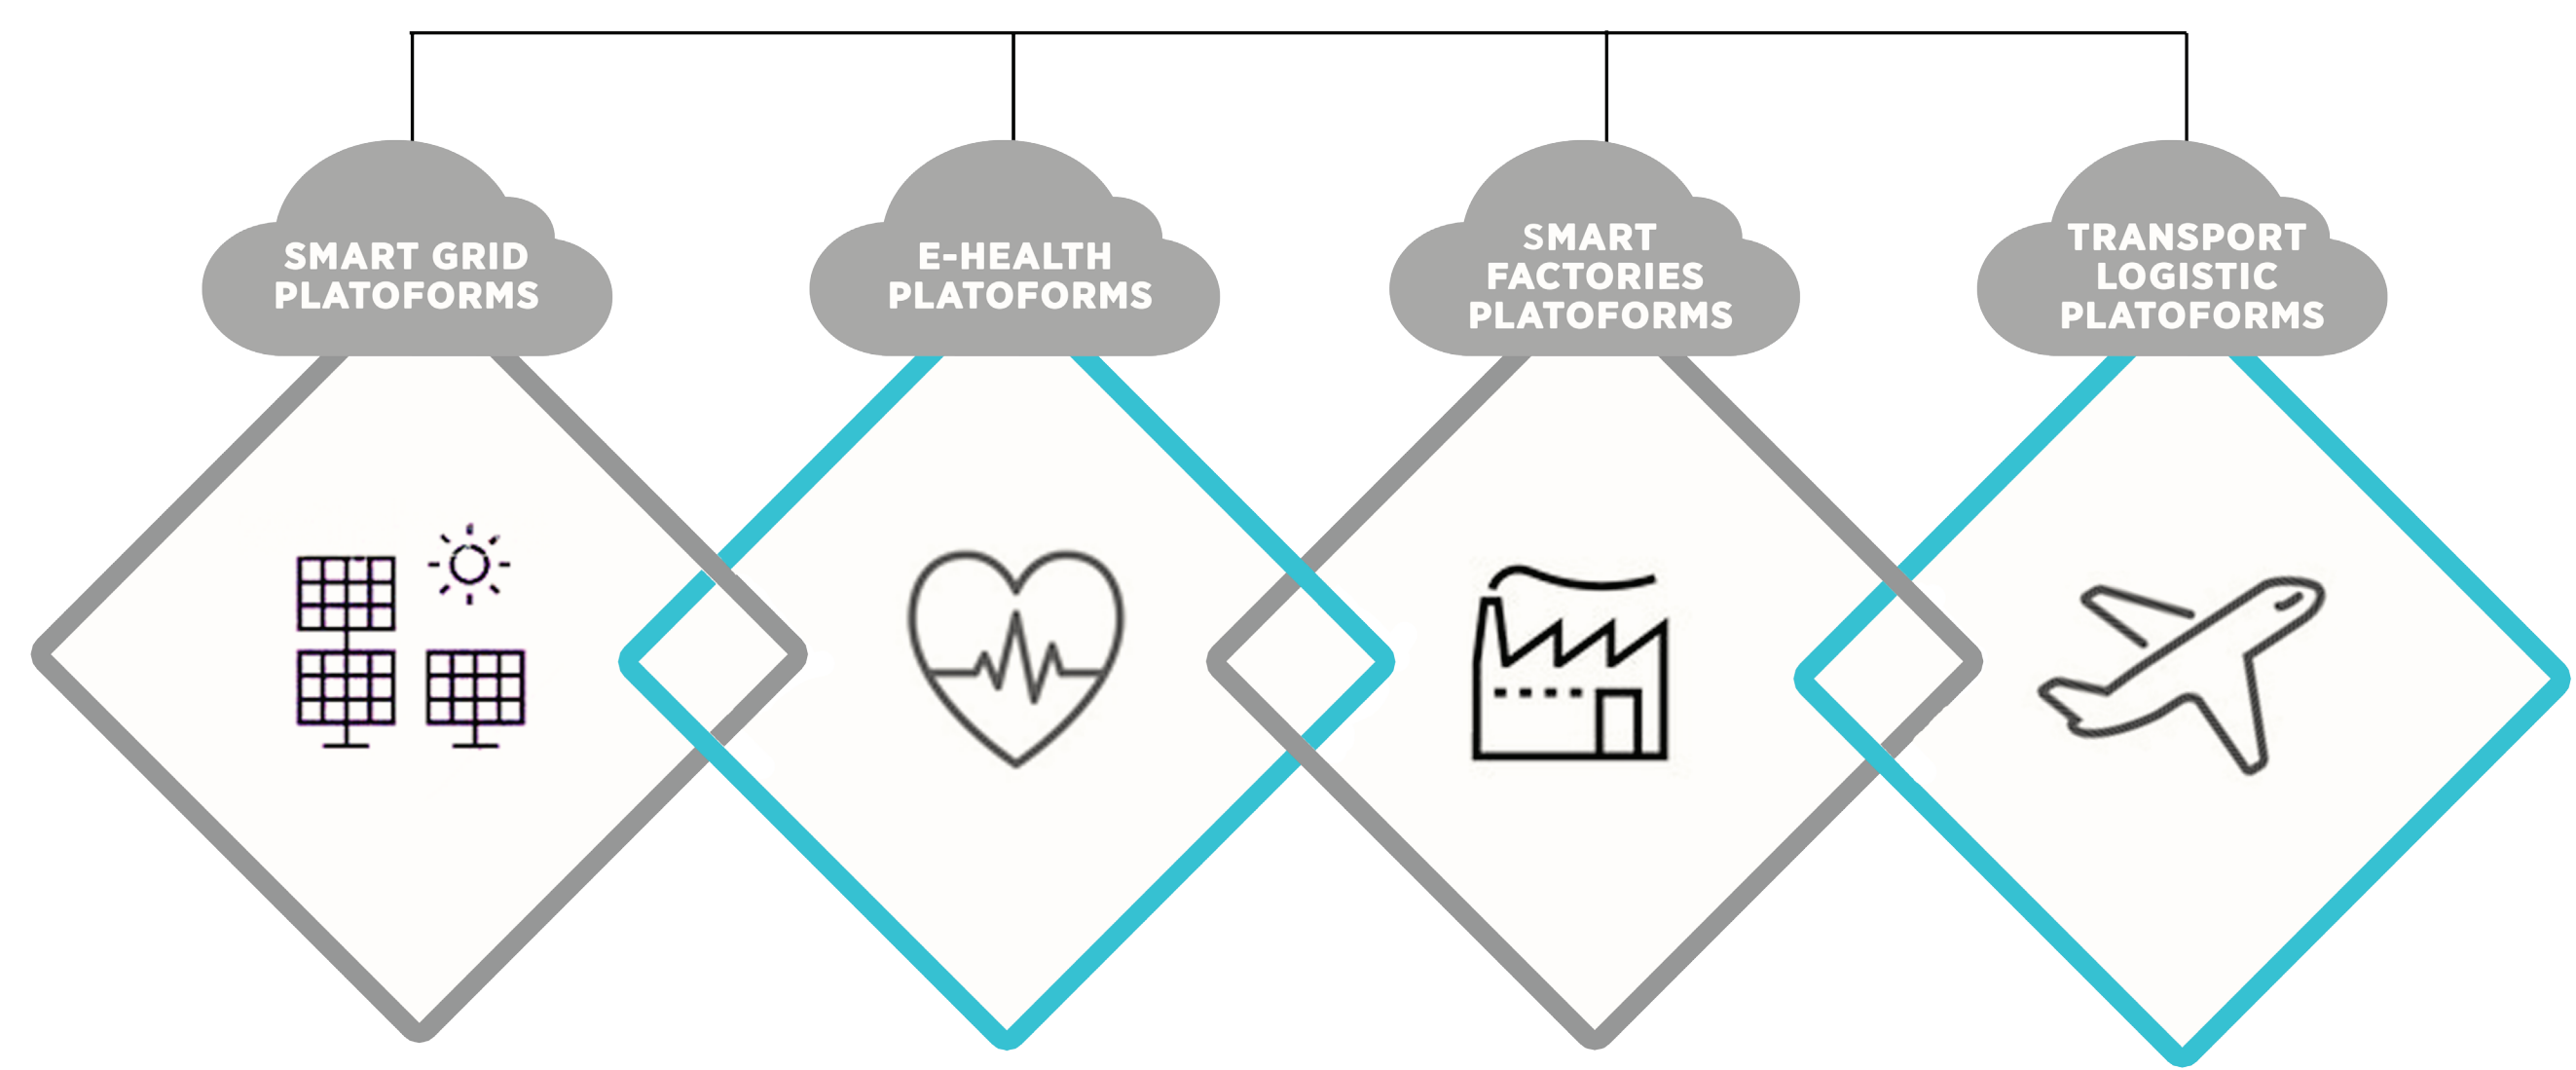 SMART GRID
PLATOFORMS
E-HEALTH
PLATOFORMS
SMART
FACTORIES
PLATOFORMS
TRANSPORT
LOGISTIC
PLATOFORMS